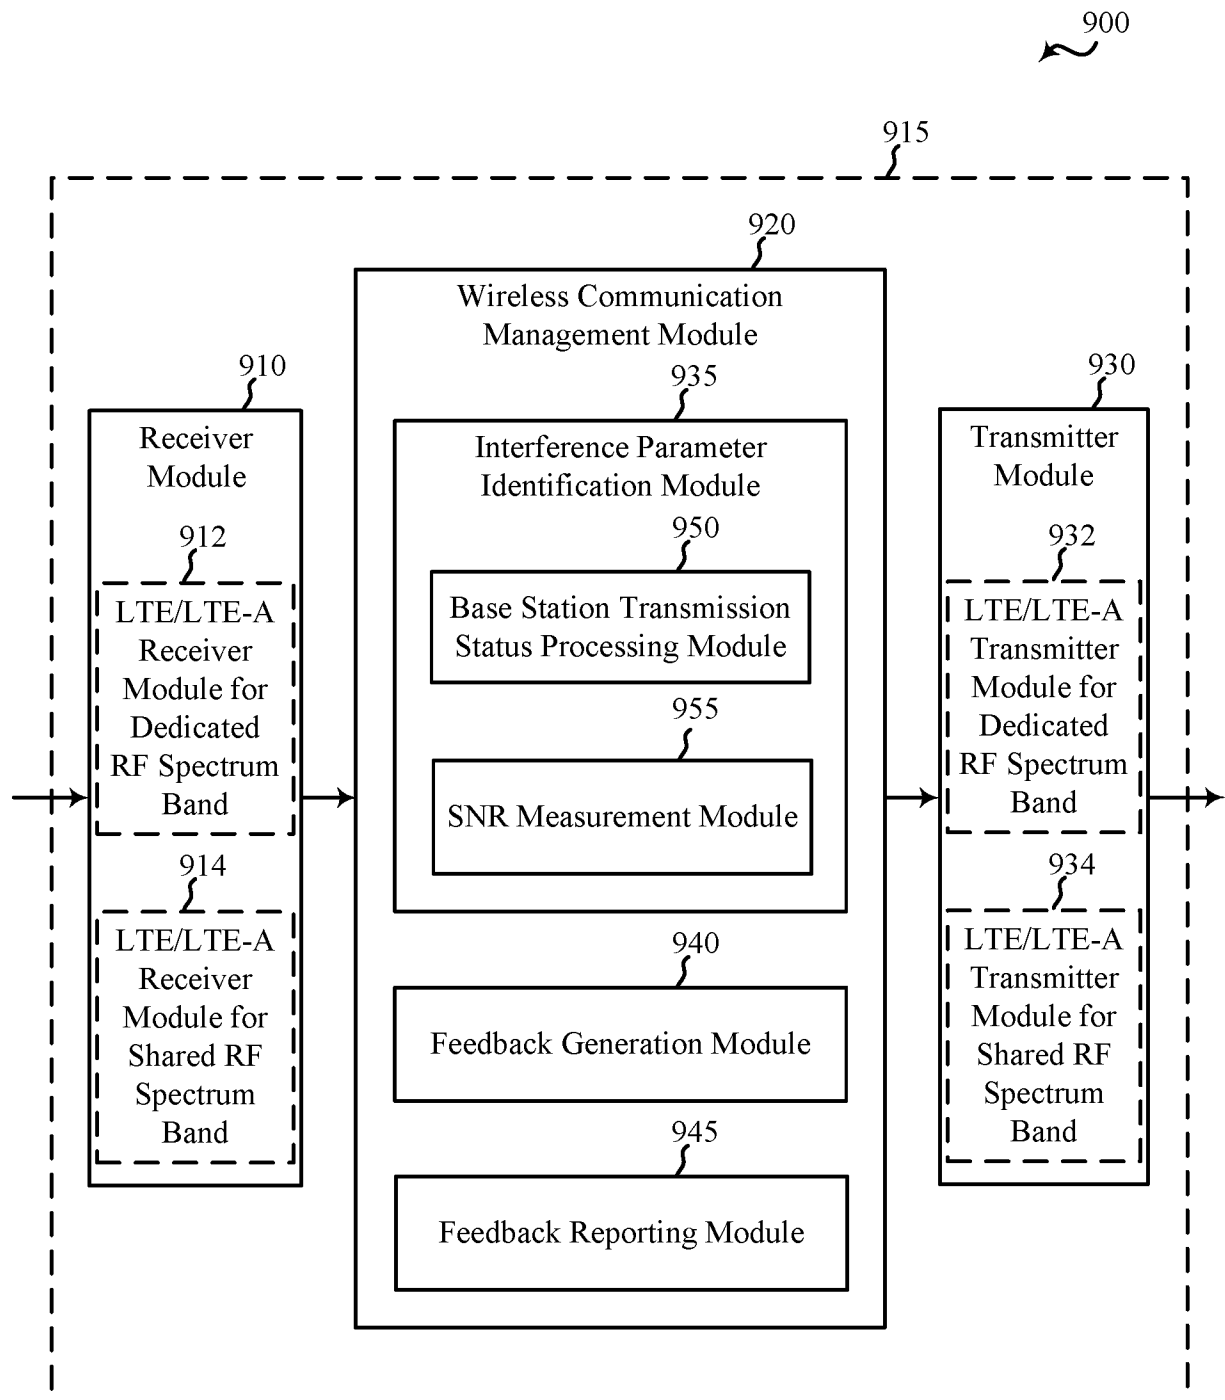 900
915
920
Wireless Communication
Management Module
910
Receiver
Module
912
LTE/LTE-A
Receiver
Module for
Dedicated
RF Spectrum
Band
914
LTE/LTE-A
Receiver
Module for
Shared RF
Spectrum
Band
935
Interference Parameter
Identification Module
950
Base Station Transmission
Status Processing Module
955
SNR Measurement Module
940
Feedback Generation Module
945
Feedback Reporting Module
930
Transmitter
Module
932
LTE/LTE-A
Transmitter
Module for
Dedicated
RF Spectrum
Band
934
LTE/LTE-A
Transmitter
Module for
Shared RF
Spectrum
Band